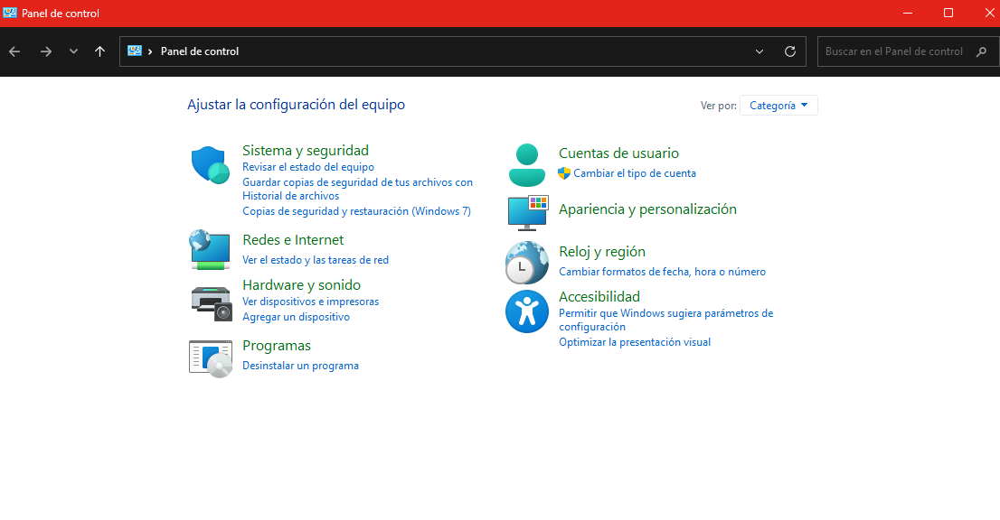 Panel de control
Panel de control
Buscar en el Panel de control
Ajustar la configuración del equipo
Ver por: Categoría
Sistema y seguridad
Revisar el estado del equipo
Guardar copias de seguridad de tus archivos con
Historial de archivos
Copias de seguridad y restauración (Windows 7)
Redes e Internet
Ver el estado y las tareas de red
Hardware y sonido
Ver dispositivos e impresoras
Agregar un dispositivo
Programas
Desinstalar un programa
Cuentas de usuario
Cambiar el tipo de cuenta
Apariencia y personalización
Reloj y región
Cambiar formatos de fecha, hora o número
Accesibilidad
Permitir que Windows sugiera parámetros de
configuración
Optimizar la presentación visual